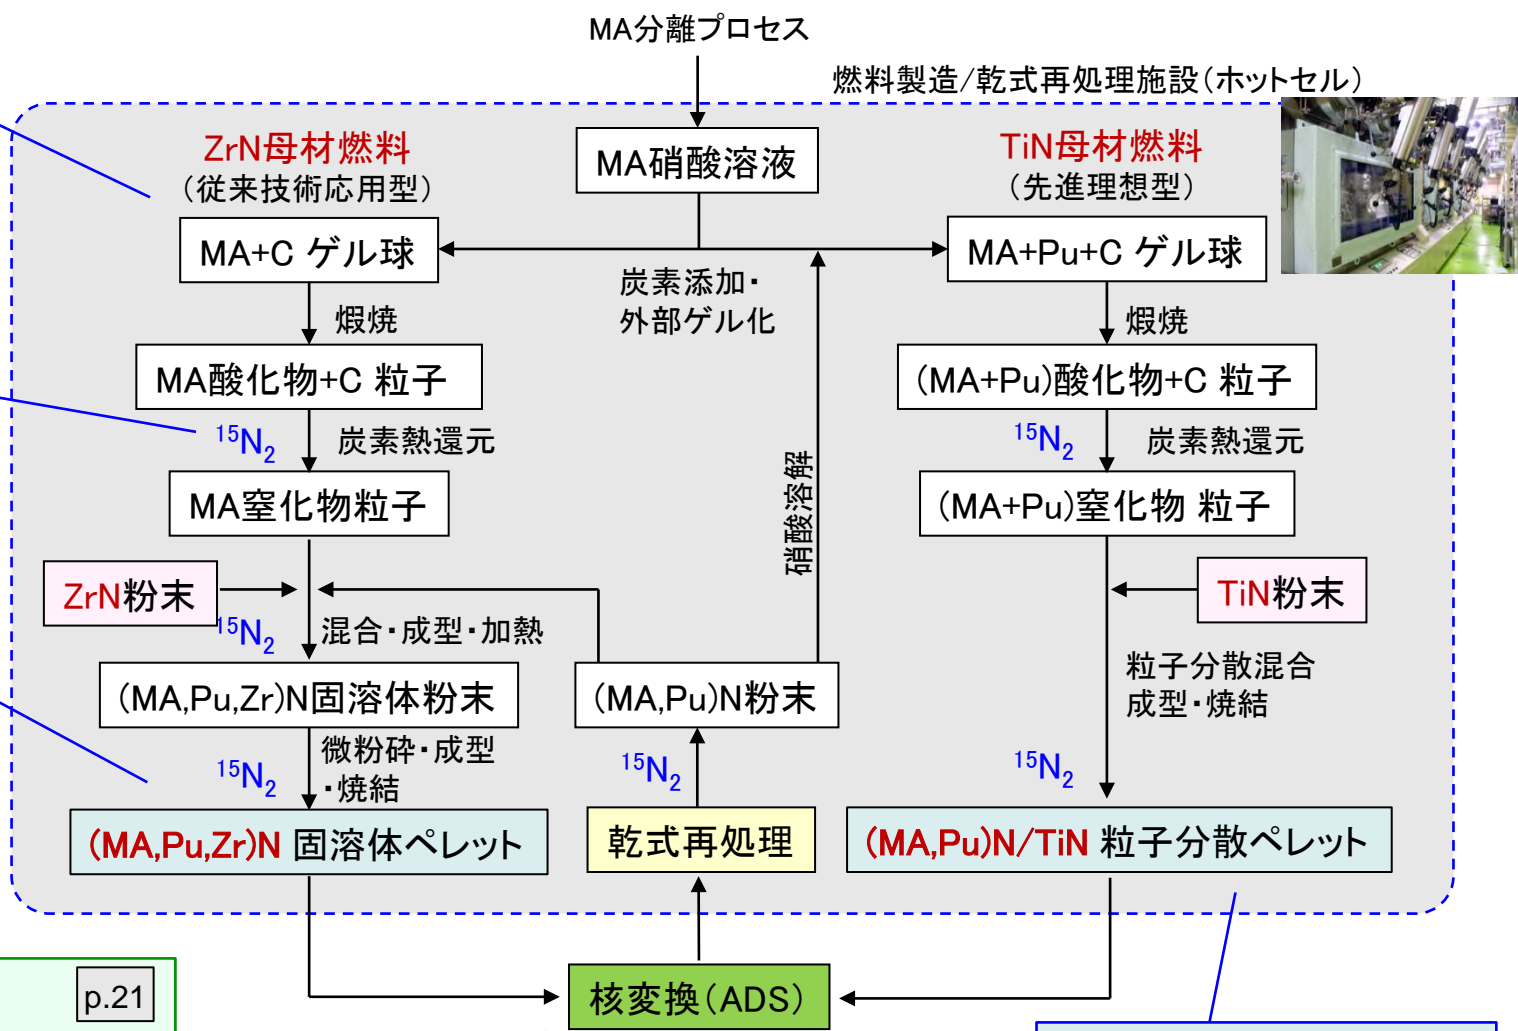 MA分離プロセス
燃料製造/乾式再処理施設(ホットセル)
ZrN母材燃料
(従来技術応用型)
MA硝酸溶液
TiN母材燃料
(先進理想型)
MA+C ゲル球
MA+Pu+C ゲル球
炭素添加・
外部ゲル化
煆焼
煆焼
MA酸化物+C 粒子
(MA+Pu)酸化物+C 粒子
15N2
炭素熱還元
15N2
炭素熱還元
硝酸溶解
MA窒化物粒子
(MA+Pu)窒化物 粒子
ZrN粉末
TiN粉末
15N2
混合・成型・加熱
粒子分散混合
成型・焼結
(MA,Pu,Zr)N固溶体粉末
(MA,Pu)N粉末
15N2
微粉砕・成型
・焼結
15N2
15N2
(MA,Pu,Zr)N 固溶体ペレット
乾式再処理
(MA,Pu)N/TiN 粒子分散ペレット
核変換(ADS)
p.21